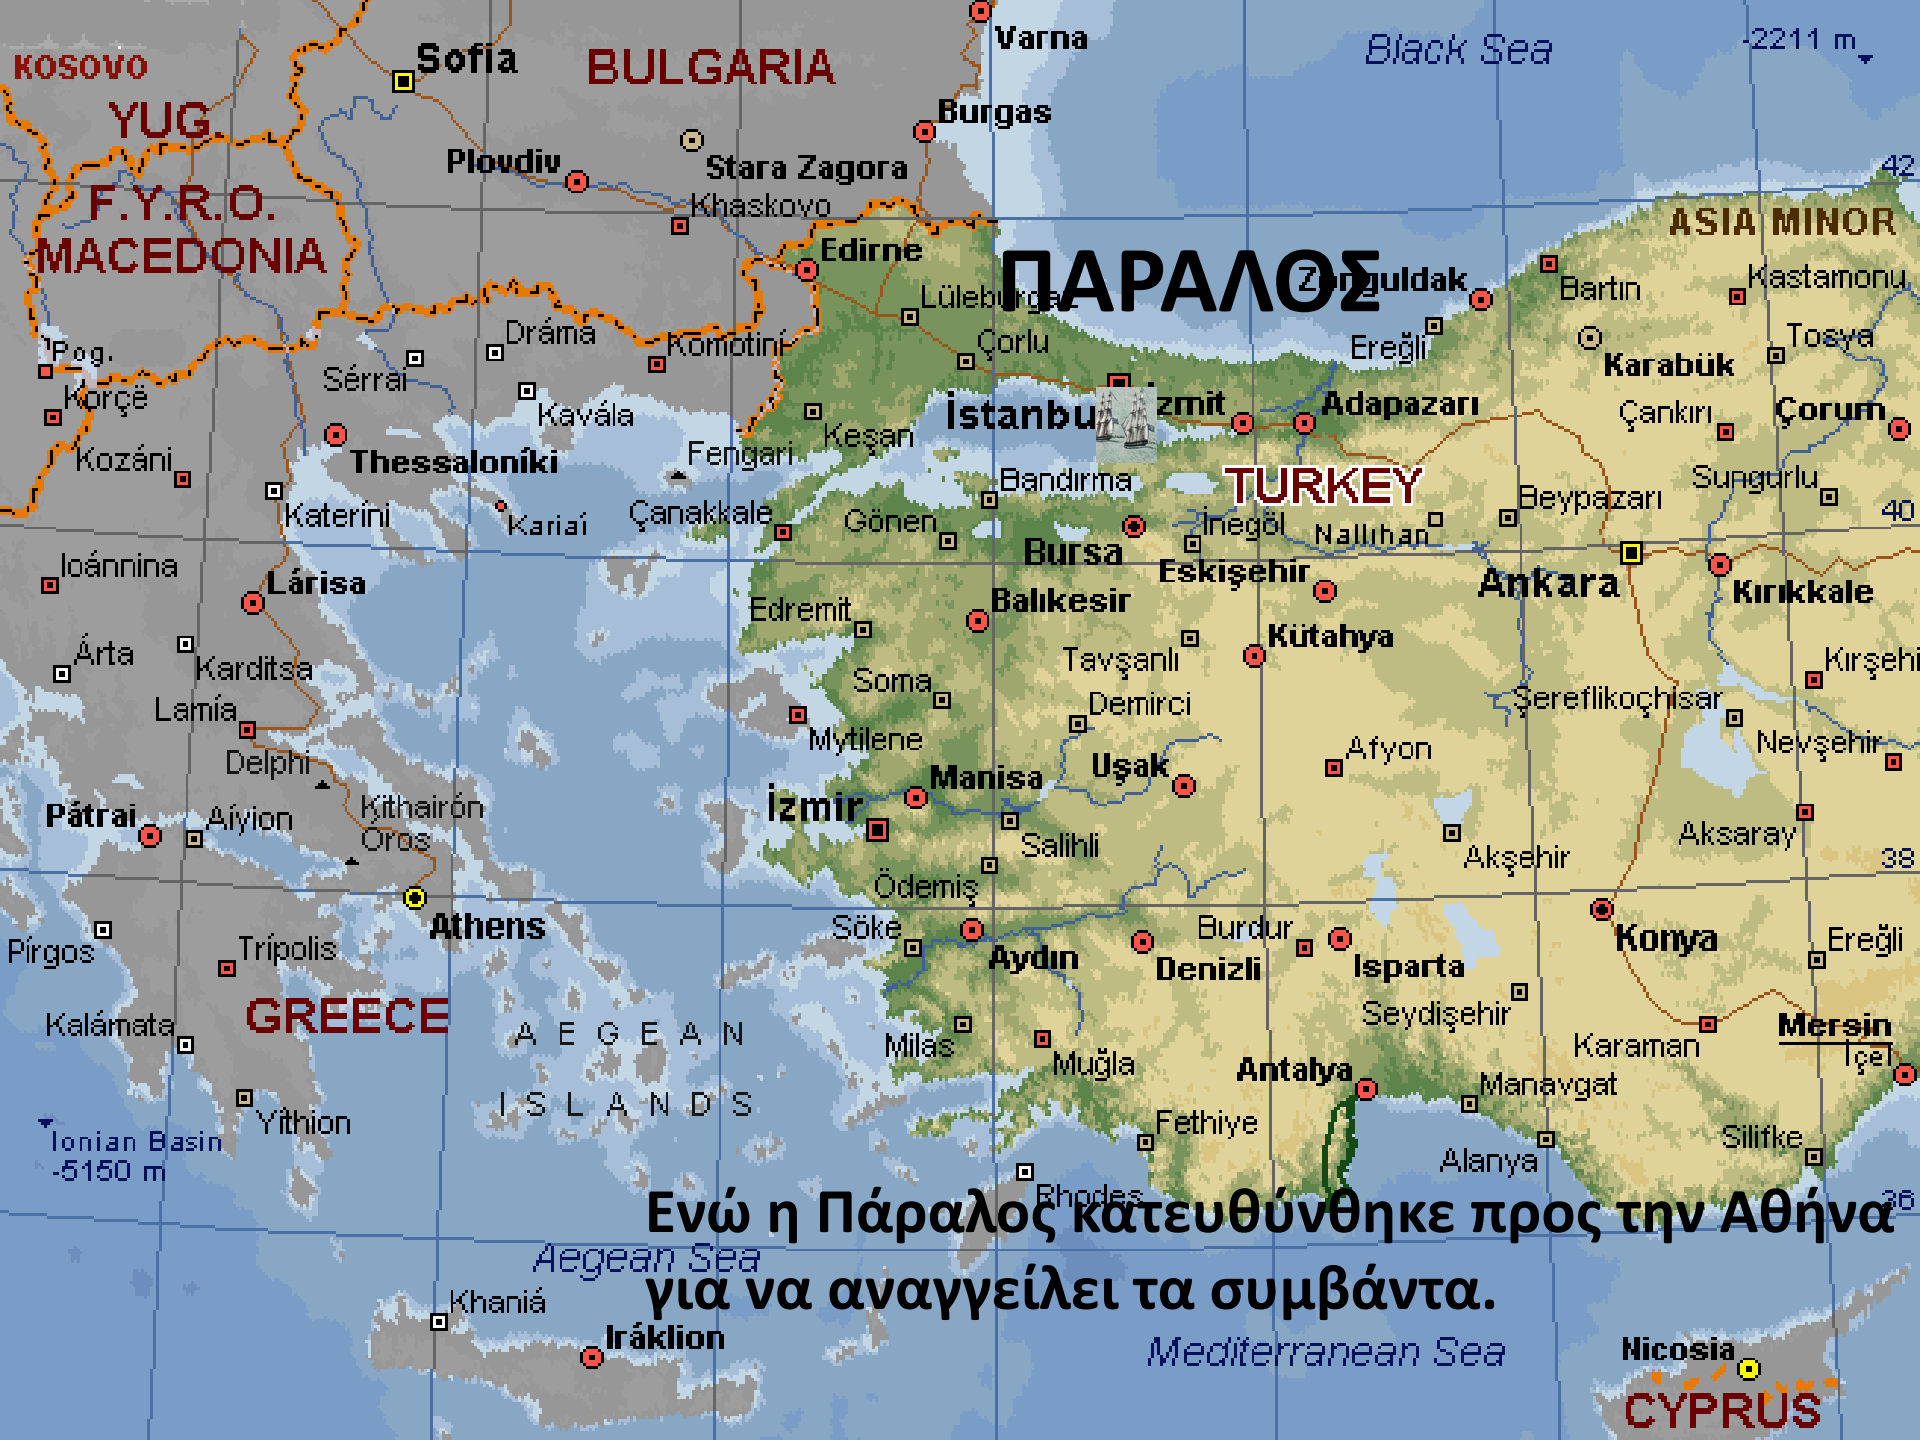 Varna
Black Sea
-2211 m
KOSOVO
Sofia
BULGARIA
YUG.
Burgas
Plovdiv
Stara Zagora
42
F.Y.R.O.
MACEDONIA
Khaskovo
ASIA MINOR
Edirne
ΠΑΡΑΛΟΣ
Zonguldak
Bartın
Kastamonu
Lüleburgaz
Dráma
Komotiní
Çorlu
Ereğli
Karabük
Tosya
Pog.
Sérrai
Korçë
Kavála
İstanbu
zmit
Adapazarı
Çankırı
Çorum
Keşan
Kozáni
Thessaloníki
Fengari
Bandırma
TURKEY
Sungurlu
Kateríni
Kariaí
Çanakkale
Gönen
İnegöl
Nallıhan
Beypazarı
40
Bursa
Ioánnina
Lárisa
Eskişehir
Ankara
Kırıkkale
Edremit
Balıkesir
Kütahya
Árta
Karditsa
Tavşanlı
Kırşehi
Soma
Demirci
Şereflikoçhisar
Lamía
Mytilene
Afyon
Nevşehir
Delphi
Manisa
Uşak
İzmir
Kithairón
Oros
Pátrai
Aíyion
Salihli
Akşehir
Aksaray
38
Ödemiş
Athens
Söke
Burdur
Pírgos
Trípolis
Aydın
Denizli
Isparta
Konya
Ereğli
GREECE
Seydişehir
Kalámata
AEGEAN
Milas
Muğla
Karaman
Mersin
İçel
Antalya
Manavgat
ISLANDS
Yíthion
Fethiye
Ionian Basin
-5150 m
Alanya
Silifke
Rhodes
36
Ενώ η Πάραλος κατευθύνθηκε προς την Αθήνα
Aegean Sea
για να αναγγείλει τα συμβάντα.
Khaniá
Iráklion
Mediterranean Sea
Nicosia
CYPRUS